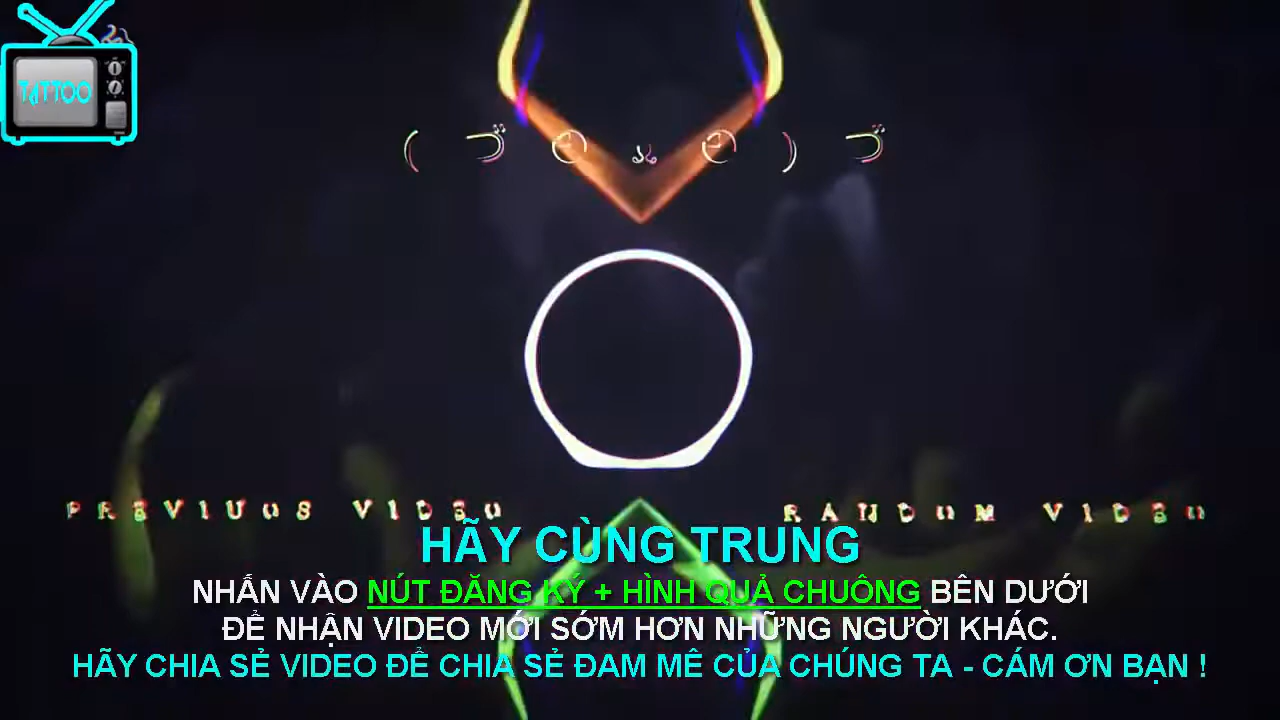 TATTOO
( づ ◕ ں ◕ ) づ
PREVIUOS VIDEO
RANDOM VIDEO
HÃY CÙNG TRUNG
NHẤN VÀO NÚT ĐĂNG KÝ + HÌNH QUẢ CHUÔNG BÊN DƯỚI
ĐỂ NHẬN VIDEO MỚI SỚM HƠN NHỮNG NGƯỜI KHÁC.
HÃY CHIA SẺ VIDEO ĐỂ CHIA SẺ ĐAM MÊ CỦA CHÚNG TA - CÁM ƠN BẠN !